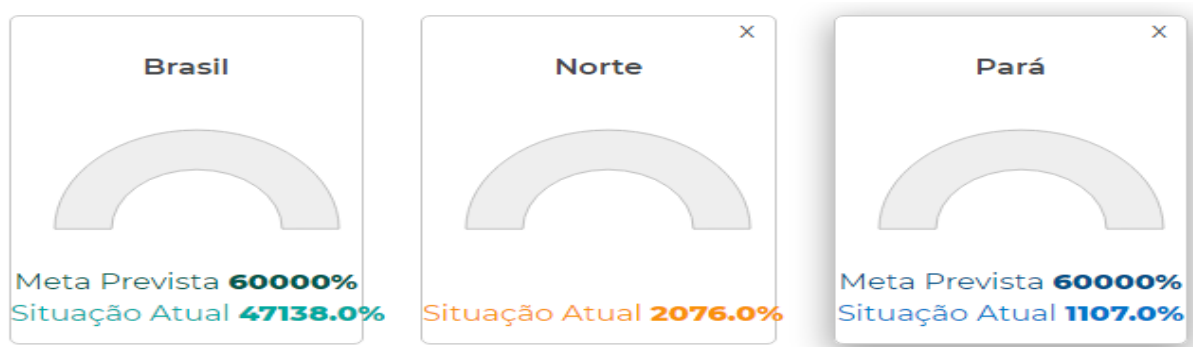 Brasil
Meta Prevista 60000%
Situação Atual 47138.0%
×
Norte
Situação Atual 2076.0%
×
Pará
Meta Prevista 60000%
Situação Atual 1107.0%